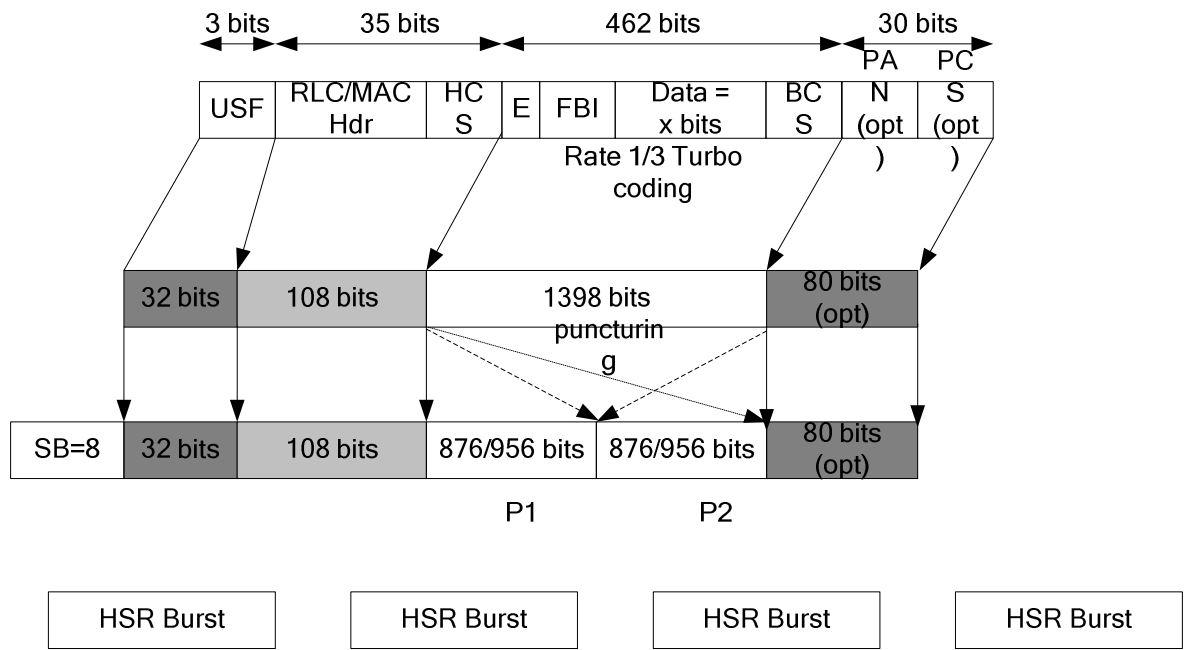 3 bits 35 bits 462 bits 30 bits
USF
RLC/MAC
Hdr
HC
S
E
FBI
Data =
x bits
BC
S
PA
N
(opt
)
PC
S
(opt
)
Rate 1/3 Turbo
coding
32 bits
108 bits
1398 bits
80 bits
(opt)
puncturin
g
SB=8
32 bits
108 bits
876/956 bits
876/956 bits
80 bits
(opt)
P1
P2
HSR Burst
HSR Burst
HSR Burst
HSR Burst